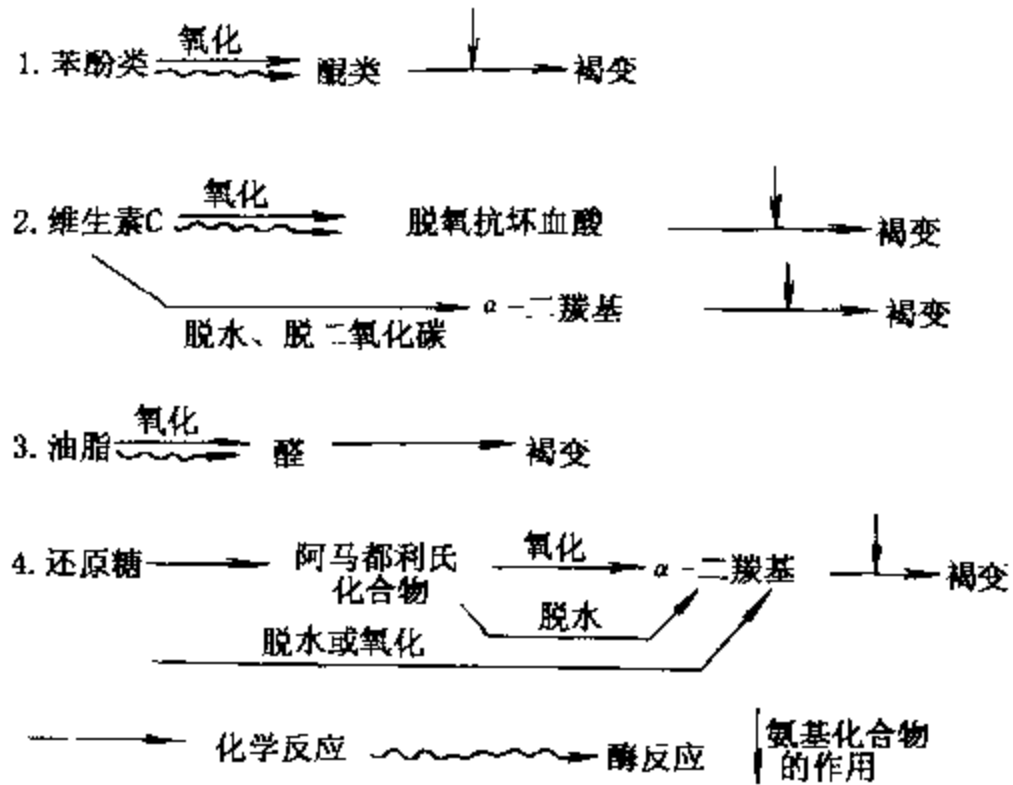 氧化
1. 苯酚类 醌类 褐变
氧化
2. 维生素C 脱氧抗坏血酸 褐变
α-二羰基 褐变
脱水、脱二氧化碳
氧化
3. 油脂 醛 褐变
4. 还原糖 阿马都利氏 氧化 α-二羰基 褐变
化合物
脱水
脱水或氧化
化学反应 酶反应 氨基化合物
的作用